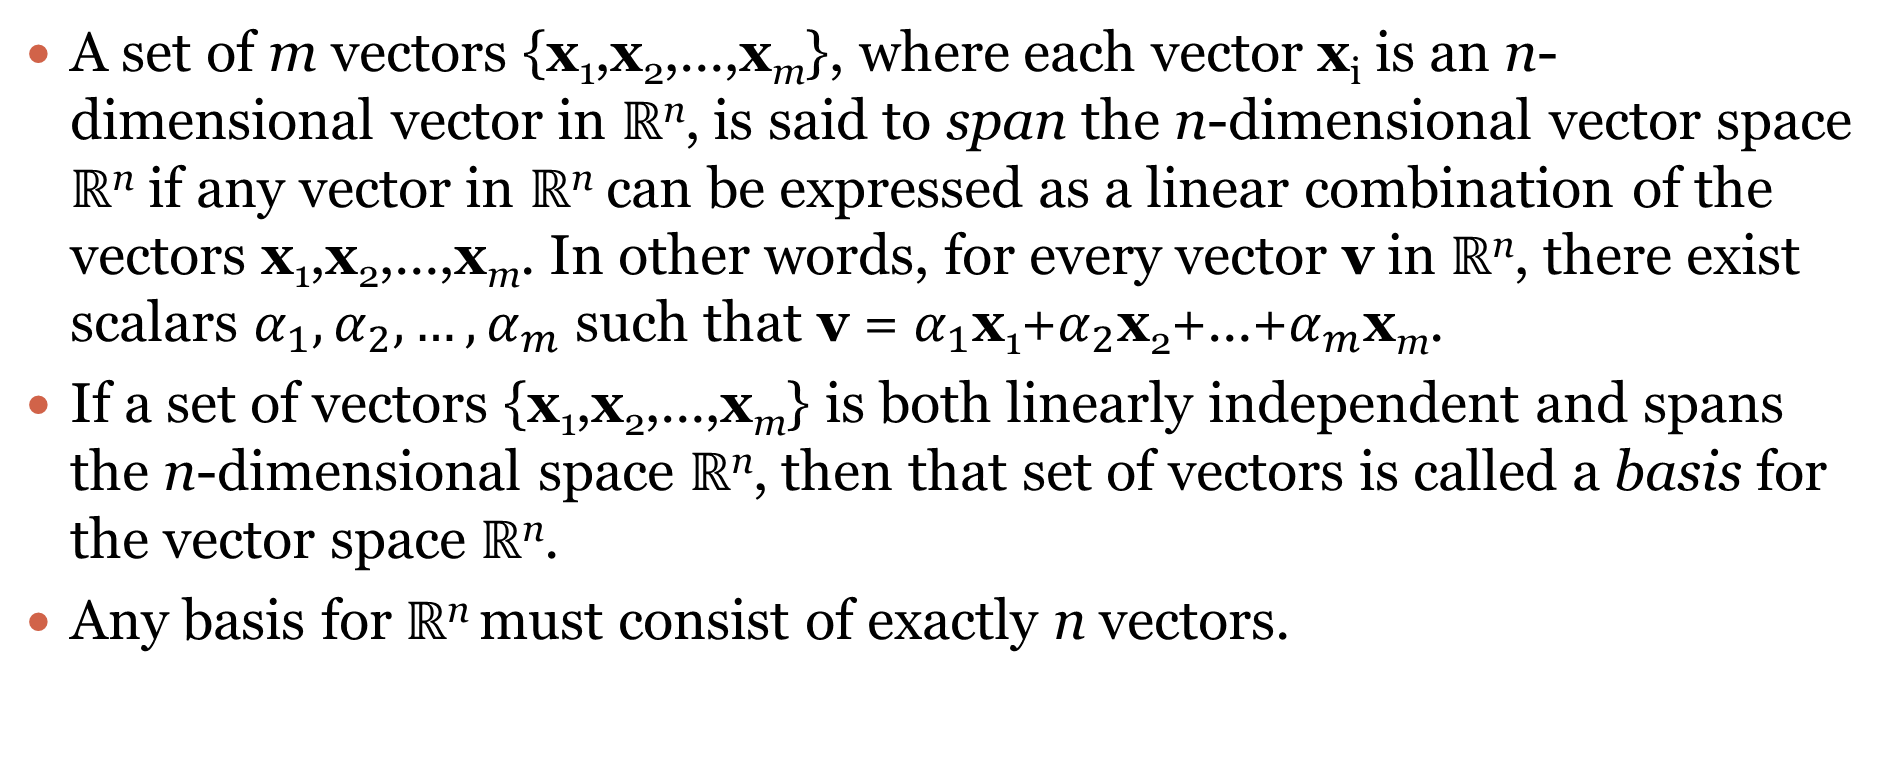 • A set of m vectors {x₁,x₂,...,xₘ}, where each vector xᵢ is an n-
dimensional vector in ℝⁿ, is said to span the n-dimensional vector space
ℝⁿ if any vector in ℝⁿ can be expressed as a linear combination of the
vectors x₁,x₂,...,xₘ. In other words, for every vector v in ℝⁿ, there exist
scalars α₁, α₂, ... , αₘ such that v = α₁x₁+α₂x₂+...+αₘxₘ.
• If a set of vectors {x₁,x₂,...,xₘ} is both linearly independent and spans
the n-dimensional space ℝⁿ, then that set of vectors is called a basis for
the vector space ℝⁿ.
• Any basis for ℝⁿ must consist of exactly n vectors.